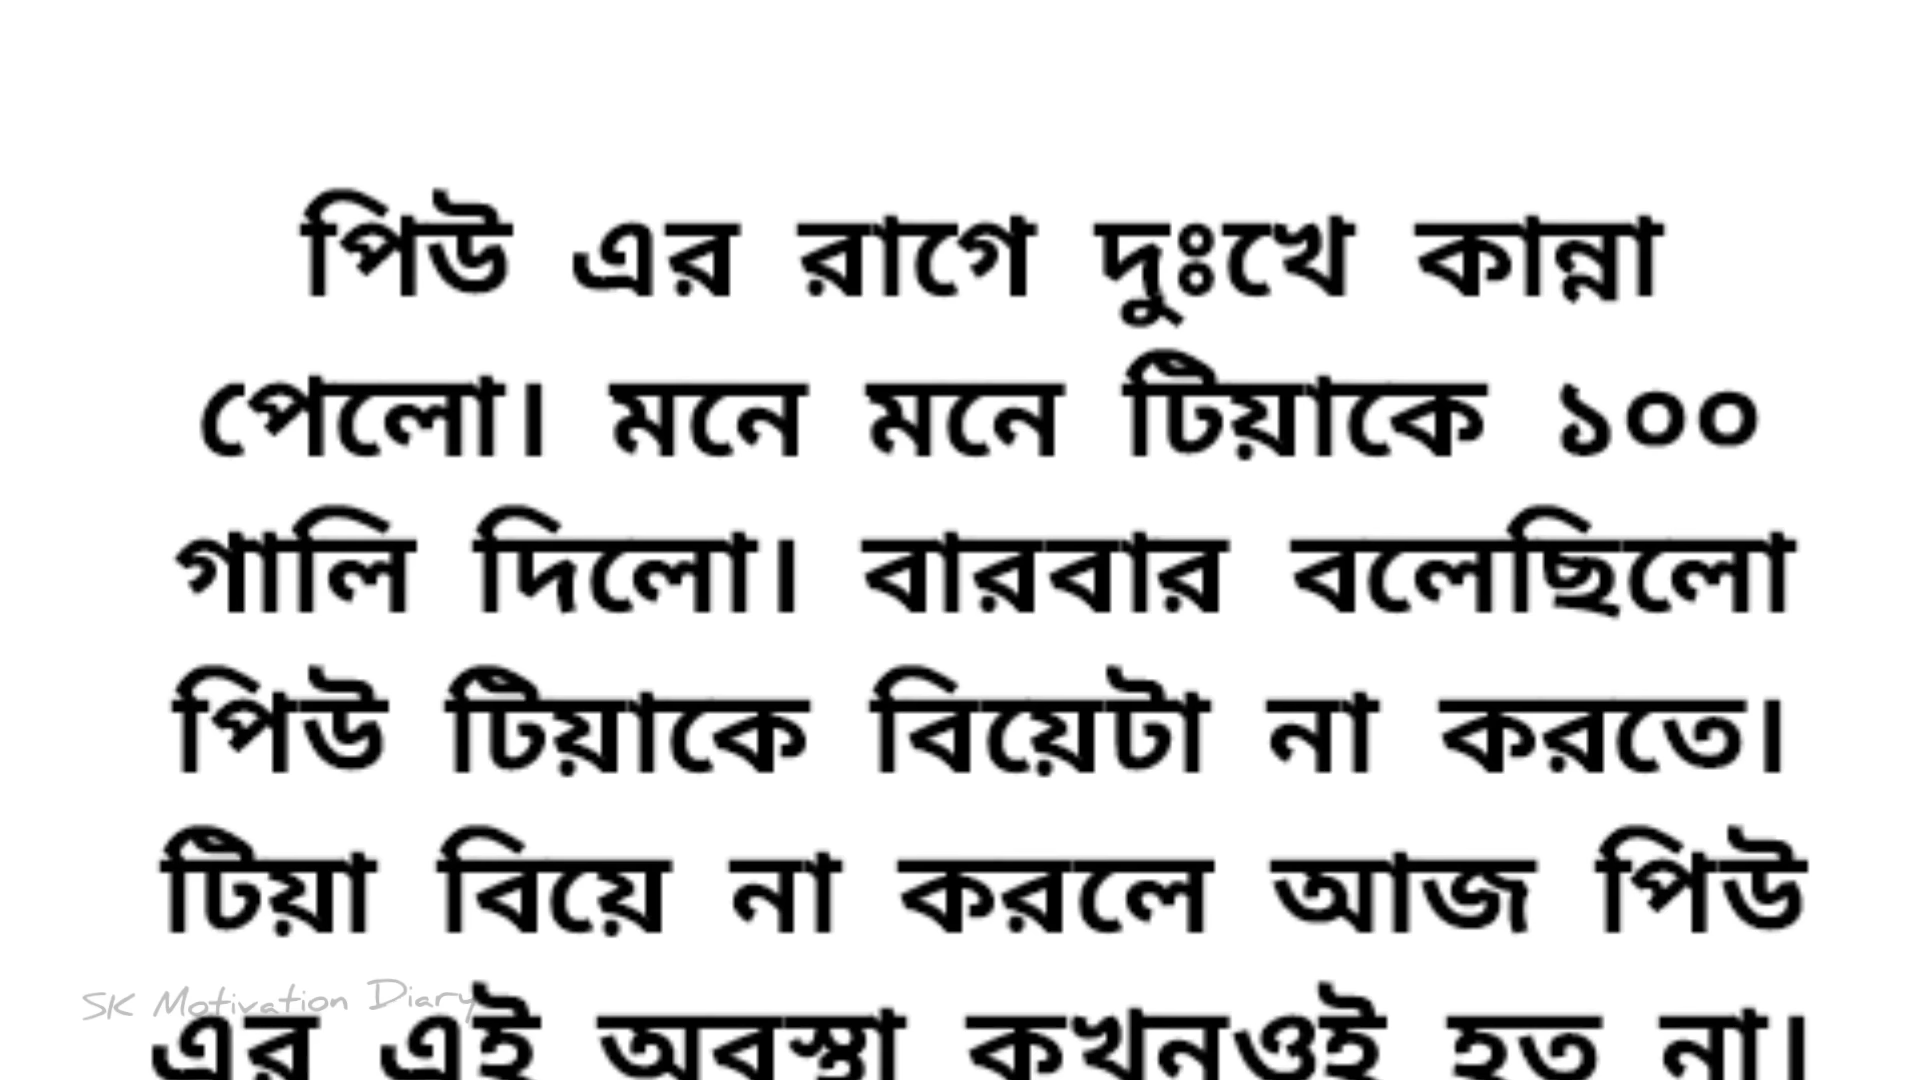 পিউ এর রাগে দুঃখে কান্না
পেলো। মনে মনে টিয়াকে ১০০
গালি দিলো। বারবার বলেছিলো
পিউ টিয়াকে বিয়েটা না করতে।
টিয়া বিয়ে না করলে আজ পিউ
SK Motivation Diary
এর এই অবস্তা কখনওই হত না।